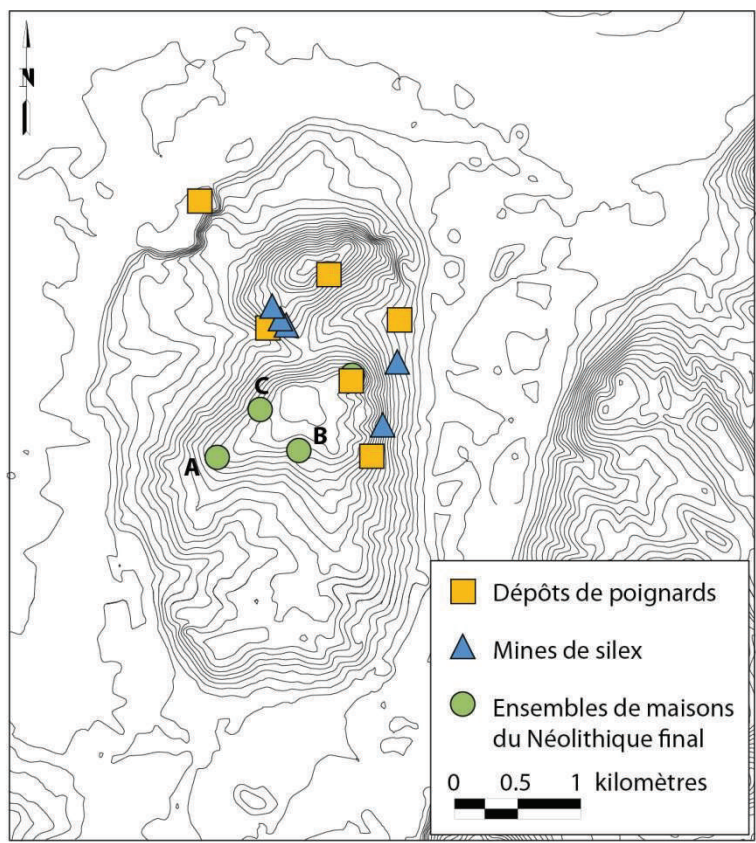 N
C
B
A
Dépôts de poignards
Mines de silex
Ensembles de maisons
du Néolithique final
0 0.5 1 kilomètres